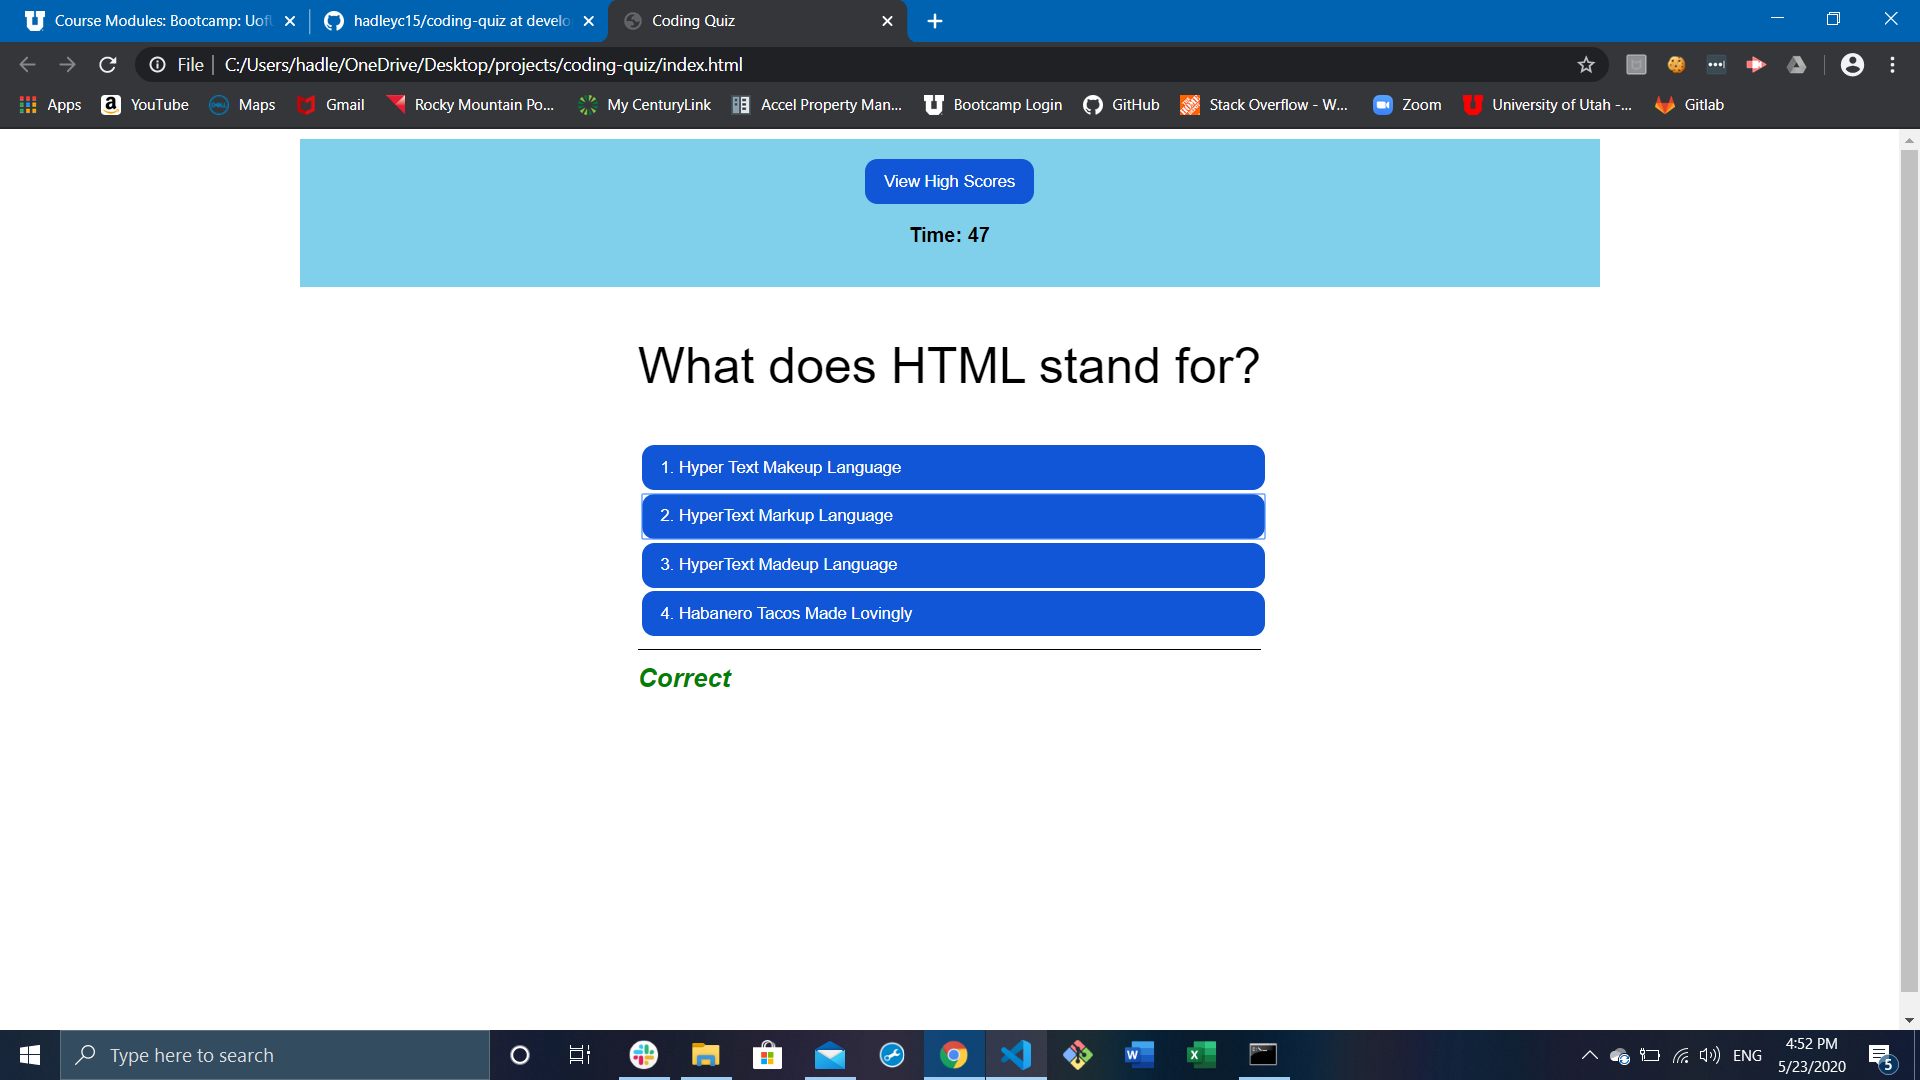 Course Modules: Bootcamp: Uof
hadleyc15/coding-quiz at develo
Coding Quiz
File
C:/Users/hadle/OneDrive/Desktop/projects/coding-quiz/index.html
Apps
YouTube
Maps
Gmail
Rocky Mountain Po...
My CenturyLink
Accel Property Man...
Bootcamp Login
GitHub
Stack Overflow - W...
Zoom
University of Utah -...
Gitlab
View High Scores
Time: 47
What does HTML stand for?
1. Hyper Text Makeup Language
2. HyperText Markup Language
3. HyperText Madeup Language
4. Habanero Tacos Made Lovingly
Correct
Type here to search
ENG
4:52 PM
5/23/2020
5